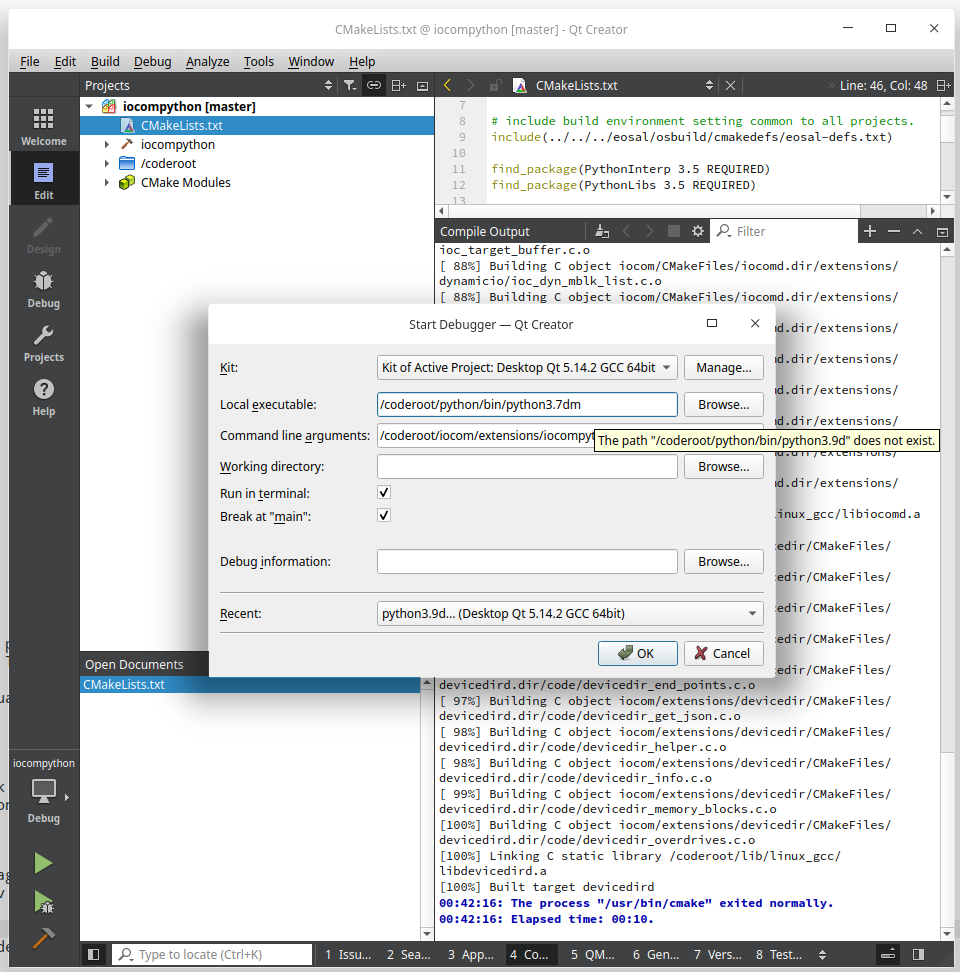 CMakeLists.txt @ iocompython [master] - Qt Creator
File Edit Build Debug Analyze Tools Window Help
Projects
CMakeLists.txt
Line: 46, Col: 48
Welcome
Edit
Design
Debug
Projects
Help
iocompython [master]
CMakeLists.txt
iocompython
/coderoot
CMake Modules
7
8 # include build environment setting common to all projects.
9 include(../../../eosal/osbuild/cmakedefs/eosal-defs.txt)
10
11 find_package(PythonInterp 3.5 REQUIRED)
12 find_package(PythonLibs 3.5 REQUIRED)
13
Compile Output
Filter
ioc_target_buffer.c.o
[ 88%] Building C object iocom/CMakeFiles/iocomd.dir/extensions/
dynamicio/ioc_dyn_mblk_list.c.o
[ 88%] Building C object iocom/CMakeFiles/iocomd.dir/extensions/
md.dir/extensions/
md.dir/extensions/
md.dir/extensions/
md.dir/extensions/
md.dir/extensions/
md.dir/extensions/
inux_gcc/libiocomd.a
cedir/CMakeFiles/
cedir/CMakeFiles/
cedir/CMakeFiles/
cedir/CMakeFiles/
cedir/CMakeFiles/
Start Debugger — Qt Creator
Kit:
Kit of Active Project: Desktop Qt 5.14.2 GCC 64bit
Manage...
Local executable:
/coderoot/python/bin/python3.7dm
Browse...
Command line arguments:
/coderoot/iocom/extensions/iocompyt
The path "/coderoot/python/bin/python3.9d" does not exist.
Working directory:
Browse...
Run in terminal:
Break at "main":
Debug information:
Browse...
Recent:
python3.9d... (Desktop Qt 5.14.2 GCC 64bit)
OK
Cancel
Open Documents
CMakeLists.txt
devicedird.dir/code/devicedir_end_points.c.o
[ 97%] Building C object iocom/extensions/devicedir/CMakeFiles/
devicedird.dir/code/devicedir_get_json.c.o
[ 98%] Building C object iocom/extensions/devicedir/CMakeFiles/
devicedird.dir/code/devicedir_helper.c.o
[ 98%] Building C object iocom/extensions/devicedir/CMakeFiles/
devicedird.dir/code/devicedir_info.c.o
[ 99%] Building C object iocom/extensions/devicedir/CMakeFiles/
devicedird.dir/code/devicedir_memory_blocks.c.o
[100%] Building C object iocom/extensions/devicedir/CMakeFiles/
devicedird.dir/code/devicedir_overdrives.c.o
[100%] Linking C static library /coderoot/lib/linux_gcc/
libdevicedird.a
[100%] Built target devicedird
00:42:16: The process "/usr/bin/cmake" exited normally.
00:42:16: Elapsed time: 00:10.
iocompython
Debug
Type to locate (Ctrl+K)
1 Issu... 2 Sea... 3 App... 4 Co... 5 QM... 6 Gen... 7 Vers... 8 Test...